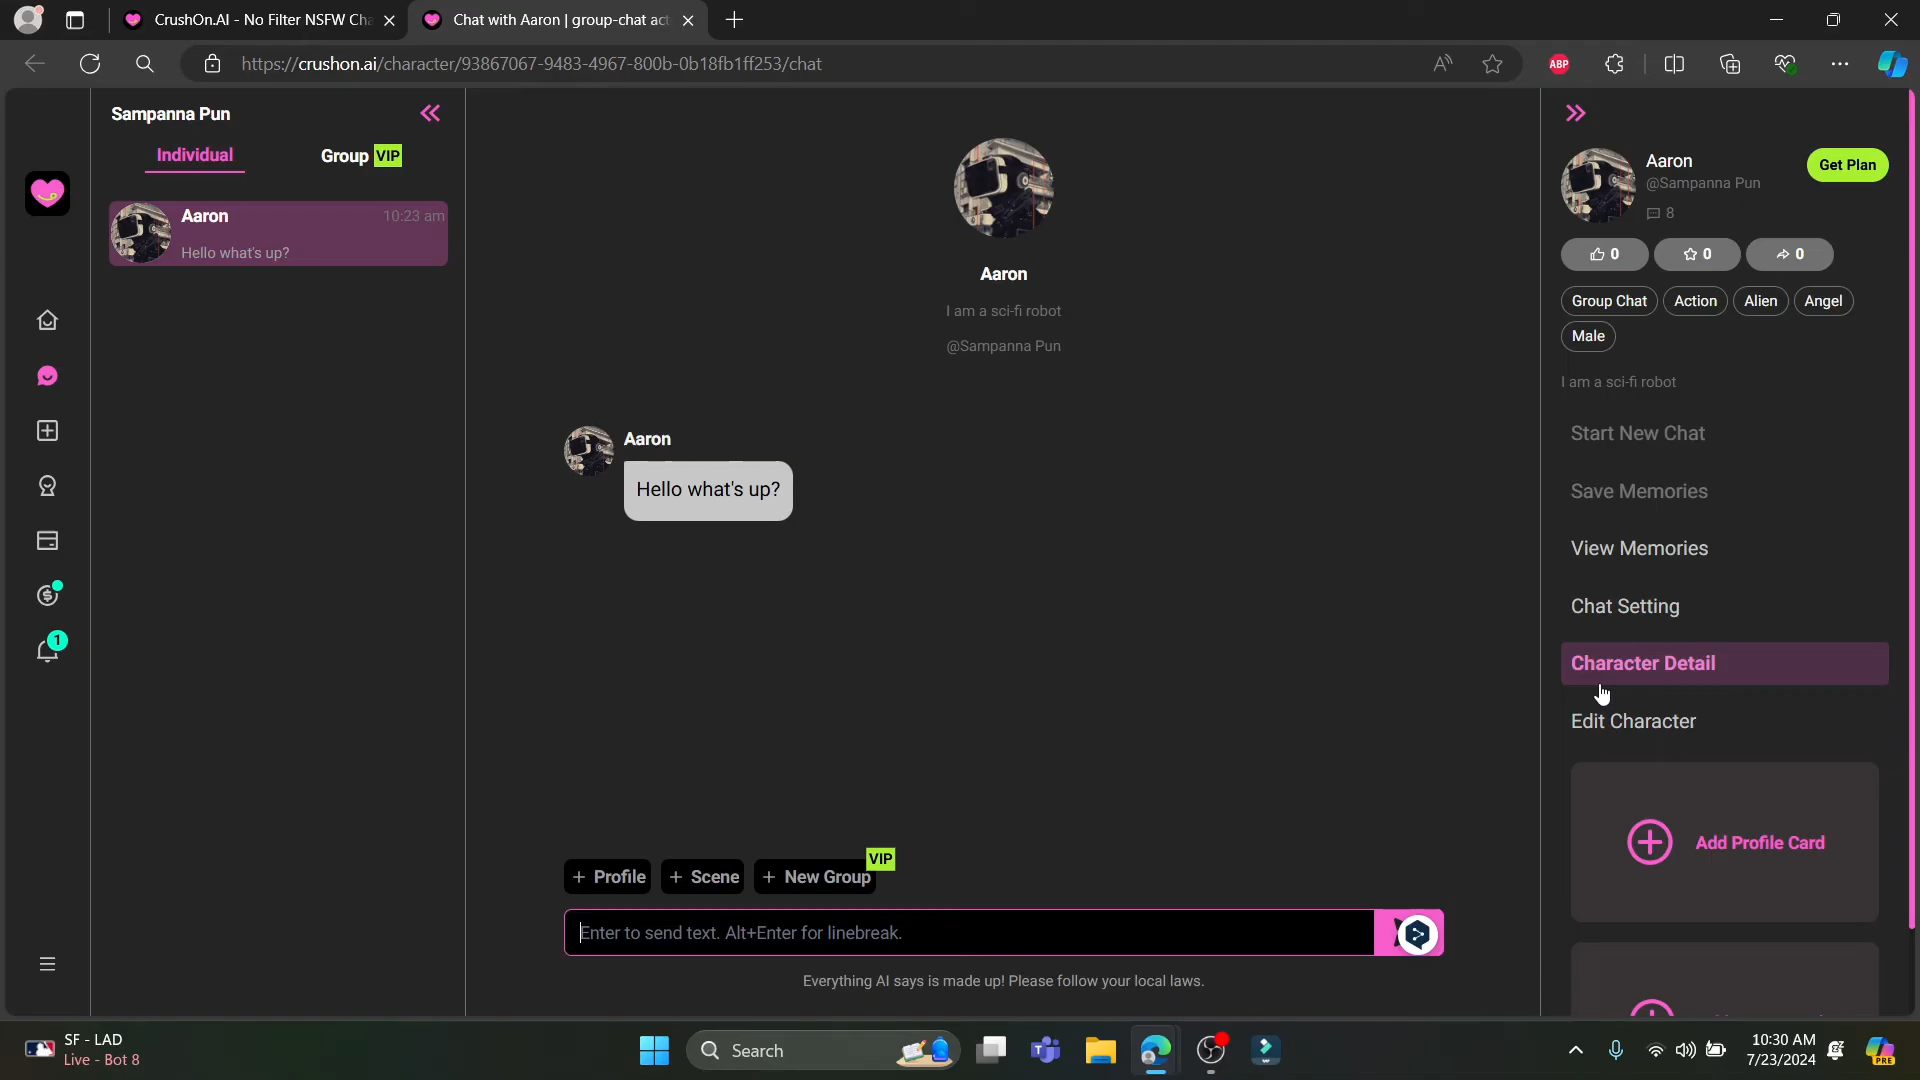 CrushOn.AI - No Filter NSFW Cha
Chat with Aaron | group-chat act
https://crushon.ai/character/93867067-9483-4967-800b-0b18fb1ff253/chat
ABP
Sampanna Pun
Individual
Group VIP
Aaron
10:23 am
Hello what's up?
1
Aaron
I am a sci-fi robot
@Sampanna Pun
Aaron
Hello what's up?
+ Profile
+ Scene
+ New Group
VIP
Enter to send text. Alt+Enter for linebreak.
Everything AI says is made up! Please follow your local laws.
Aaron
@Sampanna Pun
8
Get Plan
0
0
0
Group Chat
Action
Alien
Angel
Male
I am a sci-fi robot
Start New Chat
Save Memories
View Memories
Chat Setting
Character Detail
Edit Character
Add Profile Card
SF - LAD
Live - Bot 8
Search
10:30 AM
7/23/2024
PRE